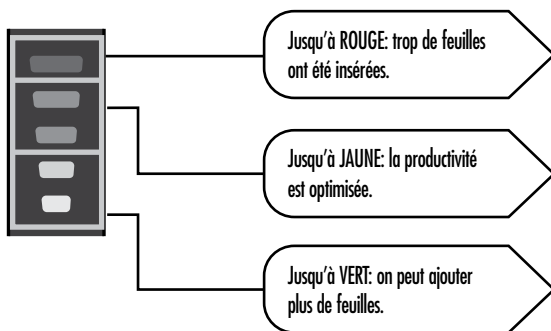 Jusqu'à ROUGE: trop de feuilles
ont été insérées.
Jusqu'à JAUNE: la productivité
est optimisée.
Jusqu'à VERT: on peut ajouter
plus de feuilles.